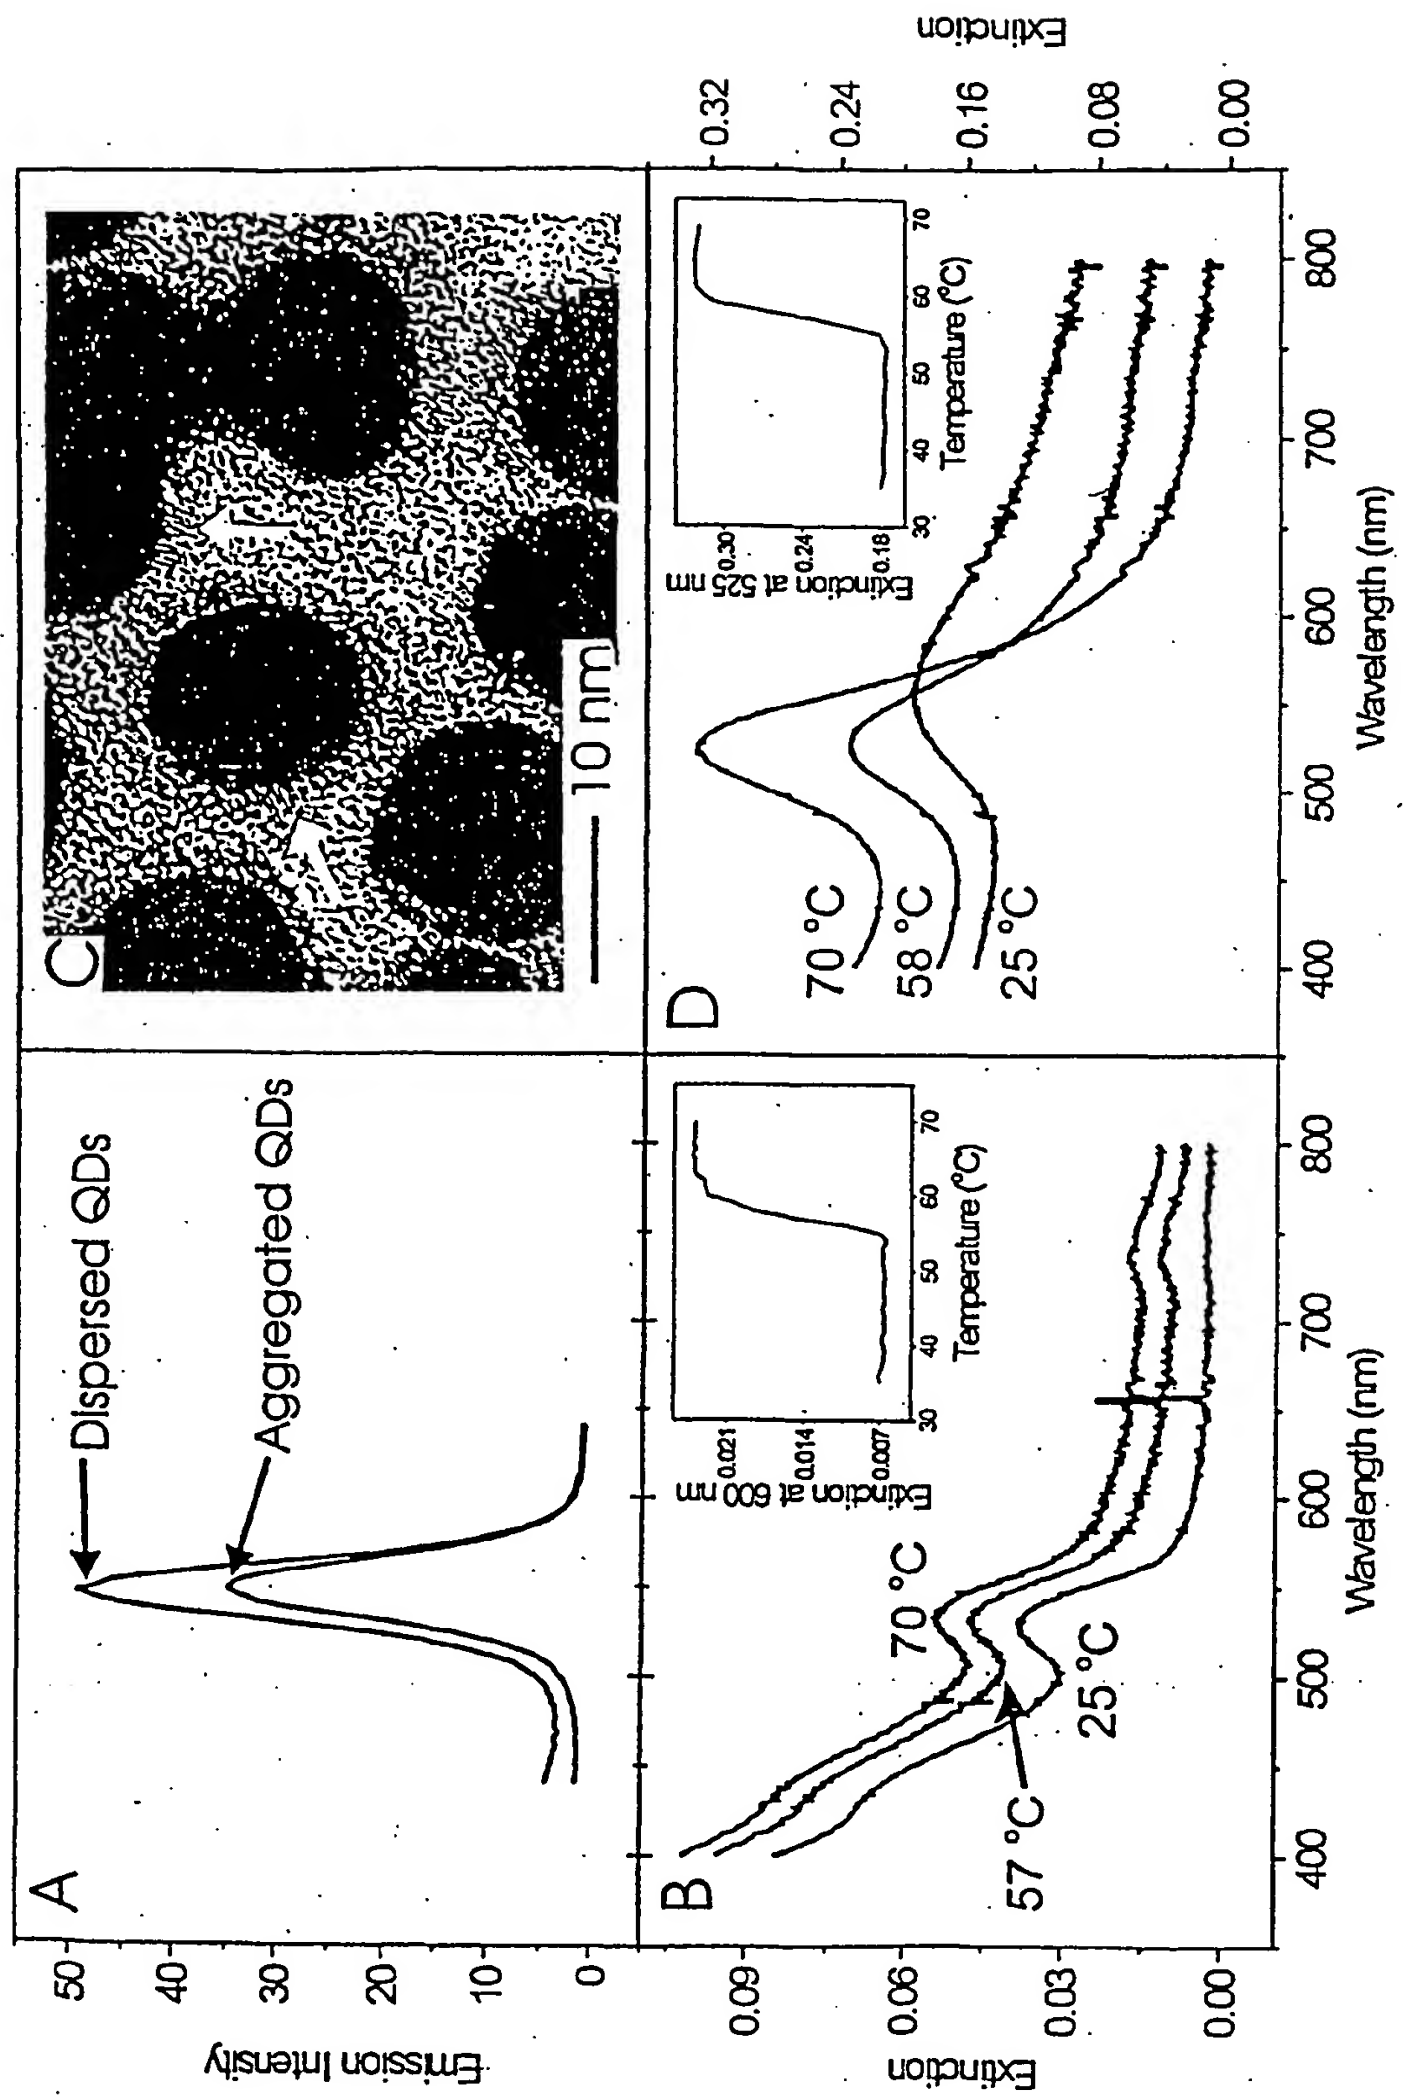 A
Dispersed QDs
Aggregated QDs
50
40
30
20
10
0
Emission Intensity
C
10 nm
B
70 °C
57 °C
25 °C
0.09
0.06
0.03
0.00
Extinction
400
500
600
700
800
Wavelength (nm)
Extinction at 600 nm
0.021
0.014
0.007
30
40
50
60
70
Temperature (°C)
D
70 °C
58 °C
25 °C
400
500
600
700
800
Wavelength (nm)
Extinction at 525 nm
0.30
0.24
0.18
30
40
50
60
70
Temperature (°C)
0.32
0.24
0.16
0.08
0.00
Extinction